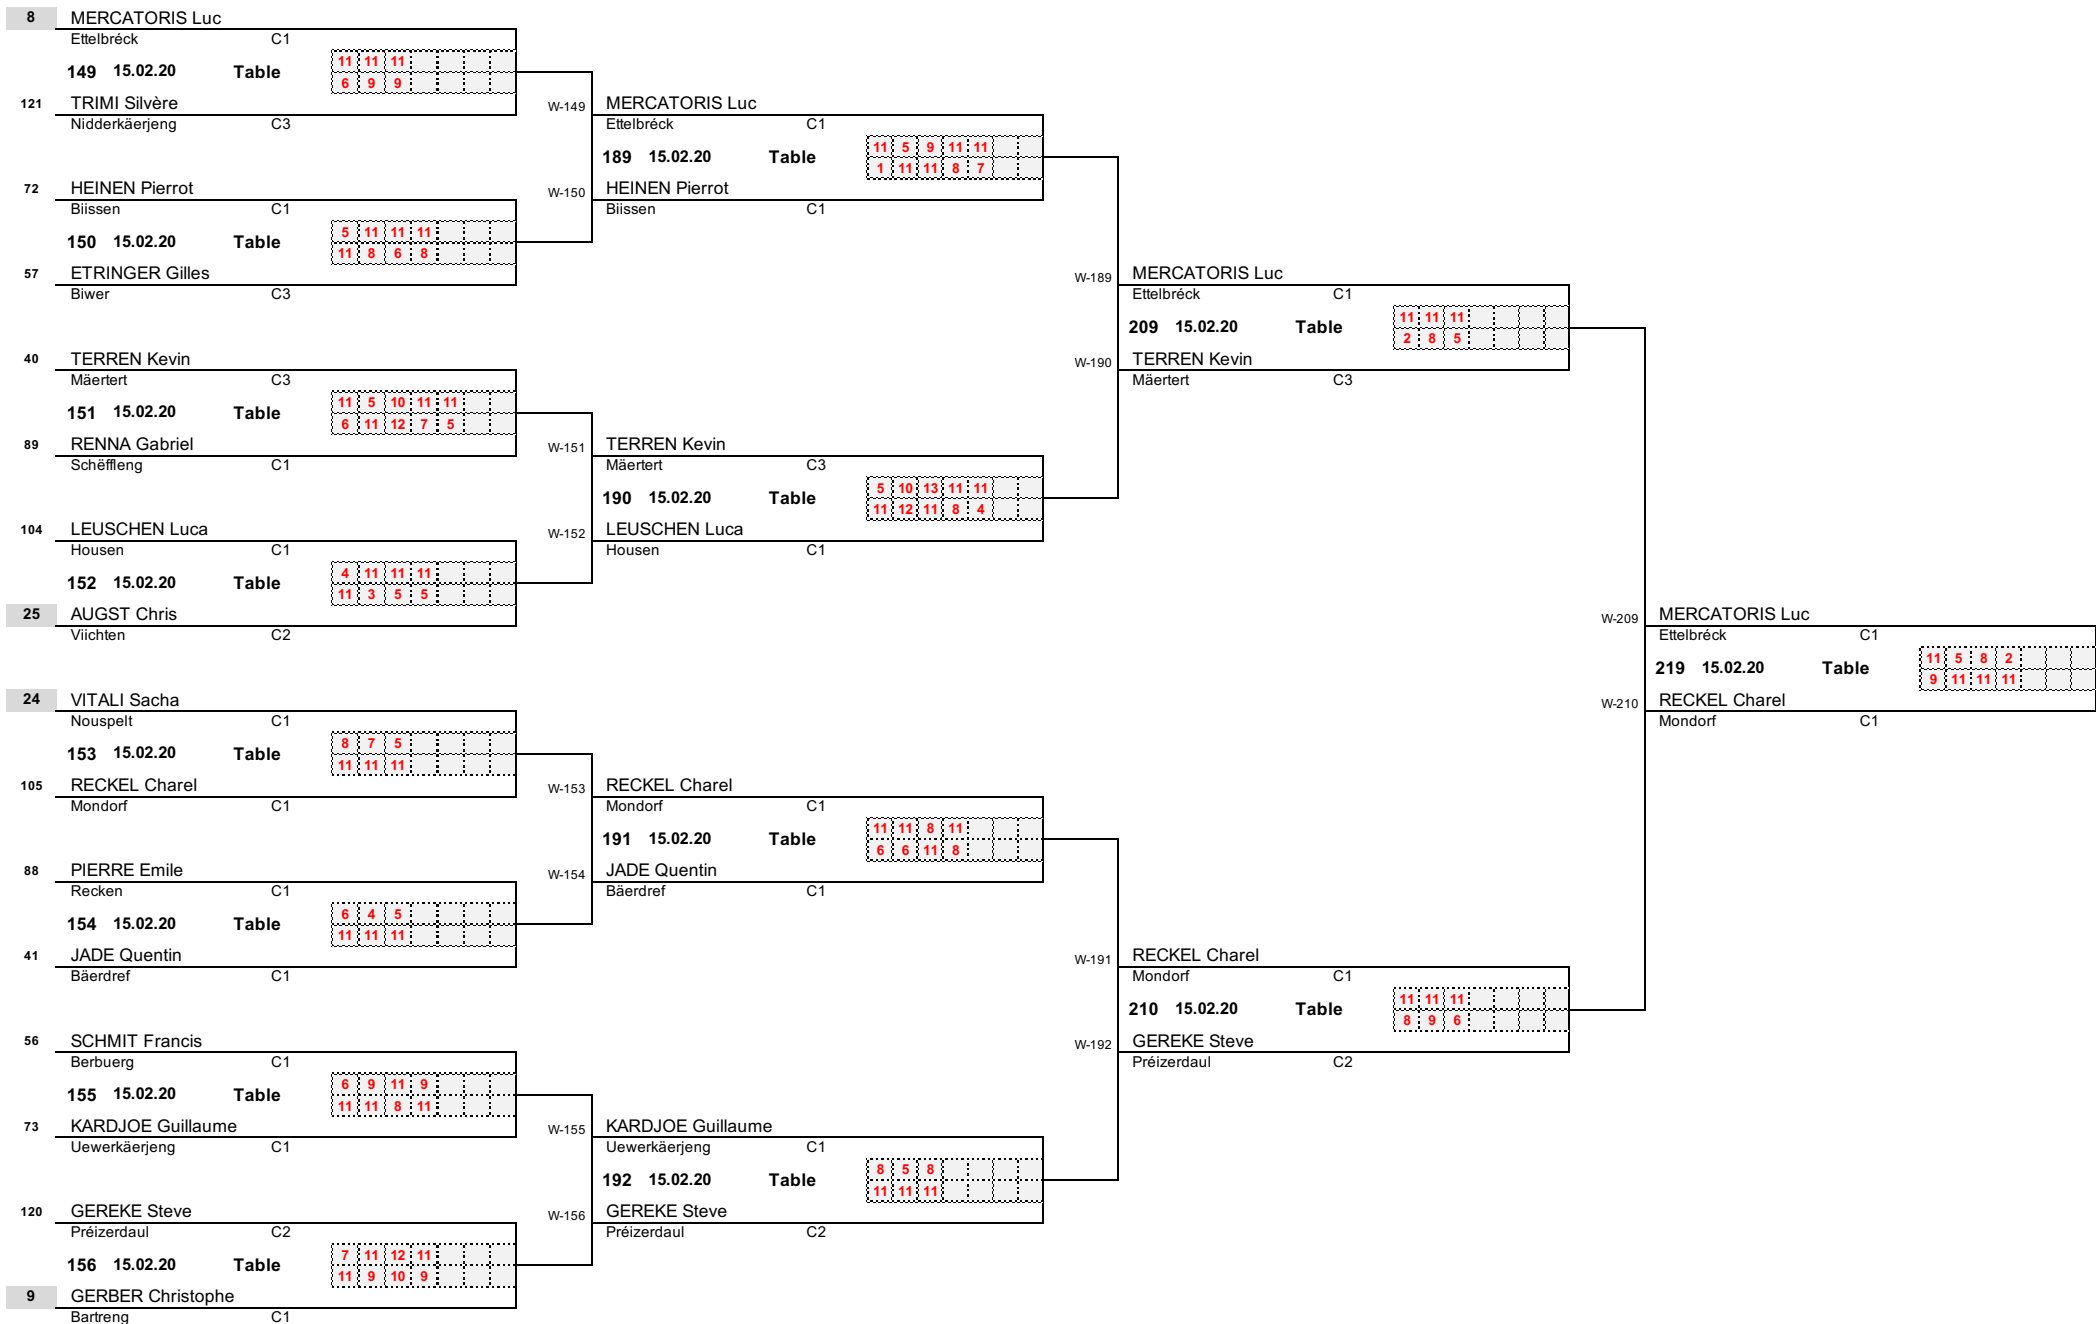 8 MERCATORIS Luc
Ettelbréck C1
149 15.02.20 Table
11 11 11
6 9 9
121 TRIMI Silvère
Nidderkäerjeng C3
72 HEINEN Pierrot
Biissen C1
150 15.02.20 Table
5 11 11 11
11 8 6 8
57 ETRINGER Gilles
Biwer C3
40 TERREN Kevin
Mäertert C3
151 15.02.20 Table
11 5 10 11 11
6 11 12 7 5
89 RENNA Gabriel
Schëffleng C1
104 LEUSCHEN Luca
Housen C1
152 15.02.20 Table
4 11 11 11
11 3 5 5
25 AUGST Chris
Viichten C2
24 VITALI Sacha
Nouspelt C1
153 15.02.20 Table
8 7 5
11 11 11
105 RECKEL Charel
Mondorf C1
88 PIERRE Emile
Recken C1
154 15.02.20 Table
6 4 5
11 11 11
41 JADE Quentin
Bäerdref C1
56 SCHMIT Francis
Berbuerg C1
155 15.02.20 Table
6 9 11 9
11 11 8 11
73 KARDJOE Guillaume
Uewerkäerjeng C1
120 GEREKE Steve
Préizerdaul C2
156 15.02.20 Table
7 11 12 11
11 9 10 9
9 GERBER Christophe
Bartreng C1
W-149 MERCATORIS Luc
Ettelbréck C1
189 15.02.20 Table
11 5 9 11 11
1 11 11 8 7
W-150 HEINEN Pierrot
Biissen C1
W-151 TERREN Kevin
Mäertert C3
190 15.02.20 Table
5 10 13 11 11
11 12 11 8 4
W-152 LEUSCHEN Luca
Housen C1
W-153 RECKEL Charel
Mondorf C1
191 15.02.20 Table
11 11 8 11
6 6 11 8
W-154 JADE Quentin
Bäerdref C1
W-155 KARDJOE Guillaume
Uewerkäerjeng C1
192 15.02.20 Table
8 5 8
11 11 11
W-156 GEREKE Steve
Préizerdaul C2
W-189 MERCATORIS Luc
Ettelbréck C1
209 15.02.20 Table
11 11 11
2 8 5
W-190 TERREN Kevin
Mäertert C3
W-191 RECKEL Charel
Mondorf C1
210 15.02.20 Table
11 11 11
8 9 6
W-192 GEREKE Steve
Préizerdaul C2
W-209 MERCATORIS Luc
Ettelbréck C1
219 15.02.20 Table
11 5 8 2
9 11 11 11
W-210 RECKEL Charel
Mondorf C1